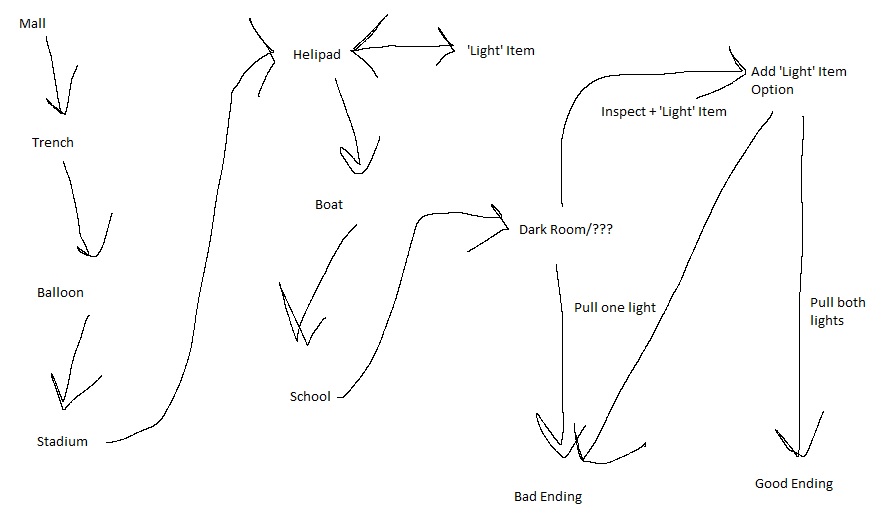 Mall
Trench
Balloon
Stadium
Helipad
'Light' Item
Boat
School
Dark Room/???
Inspect + 'Light' Item
Add 'Light' Item
Option
Pull one light
Pull both
lights
Bad Ending
Good Ending